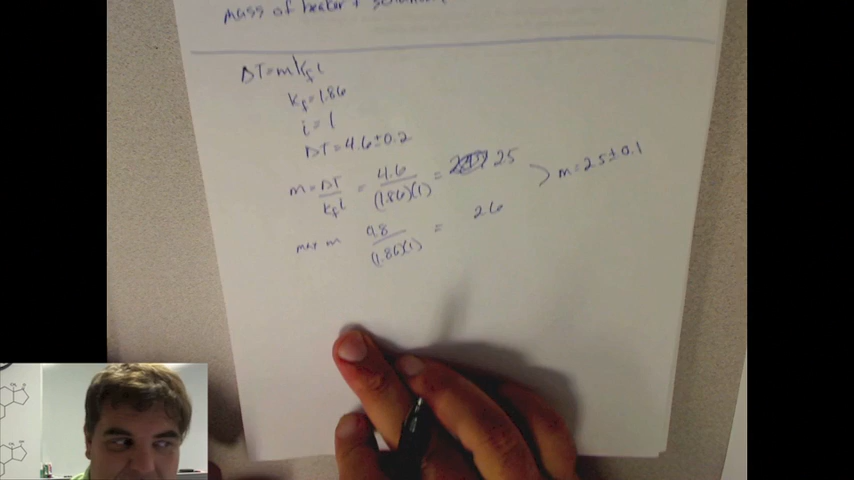 mass of beaker +
ΔT = m kf i
kf = 1.86
i = 1
ΔT = 4.6 ± 0.2
m = ΔT / kf i = 4.6 / (1.86)(1) = 2.5 > m = 2.5 ± 0.1
max m 4.8 / (1.86)(1) = 2.6